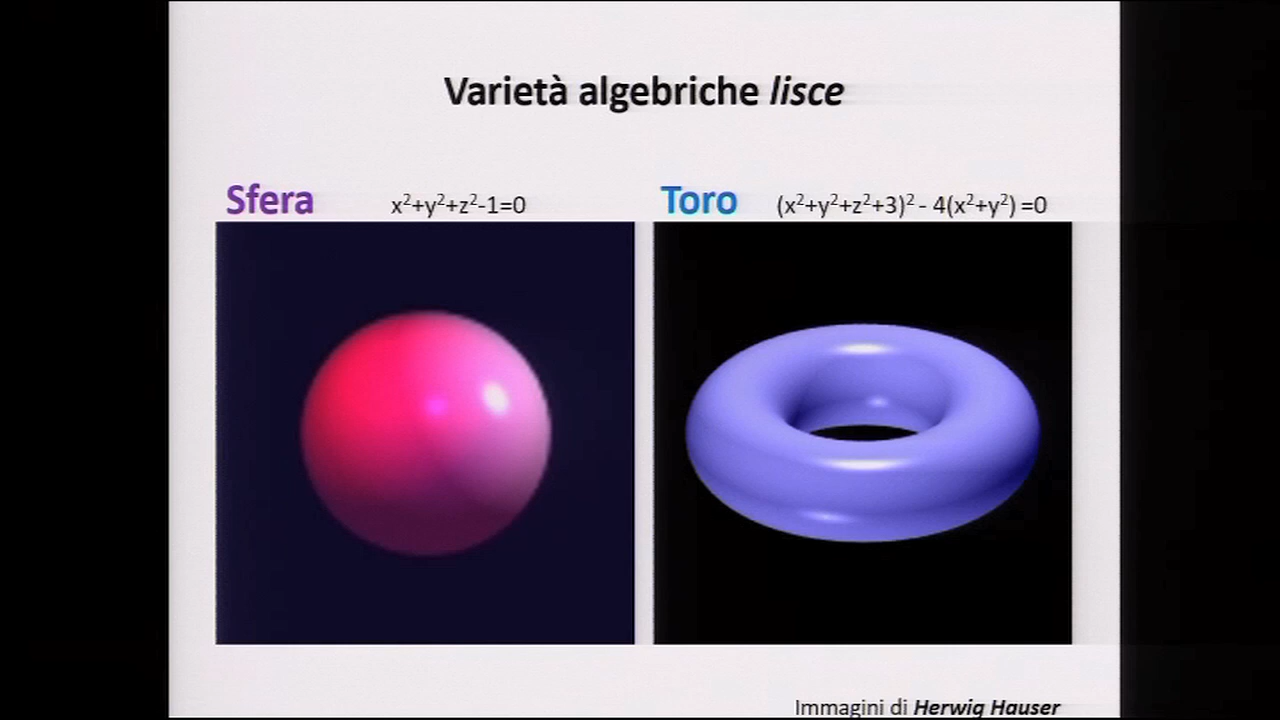 Varietà algebriche lisce
Sfera x²+y²+z²-1=0
Toro (x²+y²+z²+3)² - 4(x²+y²) =0
Immagini di Herwig Hauser